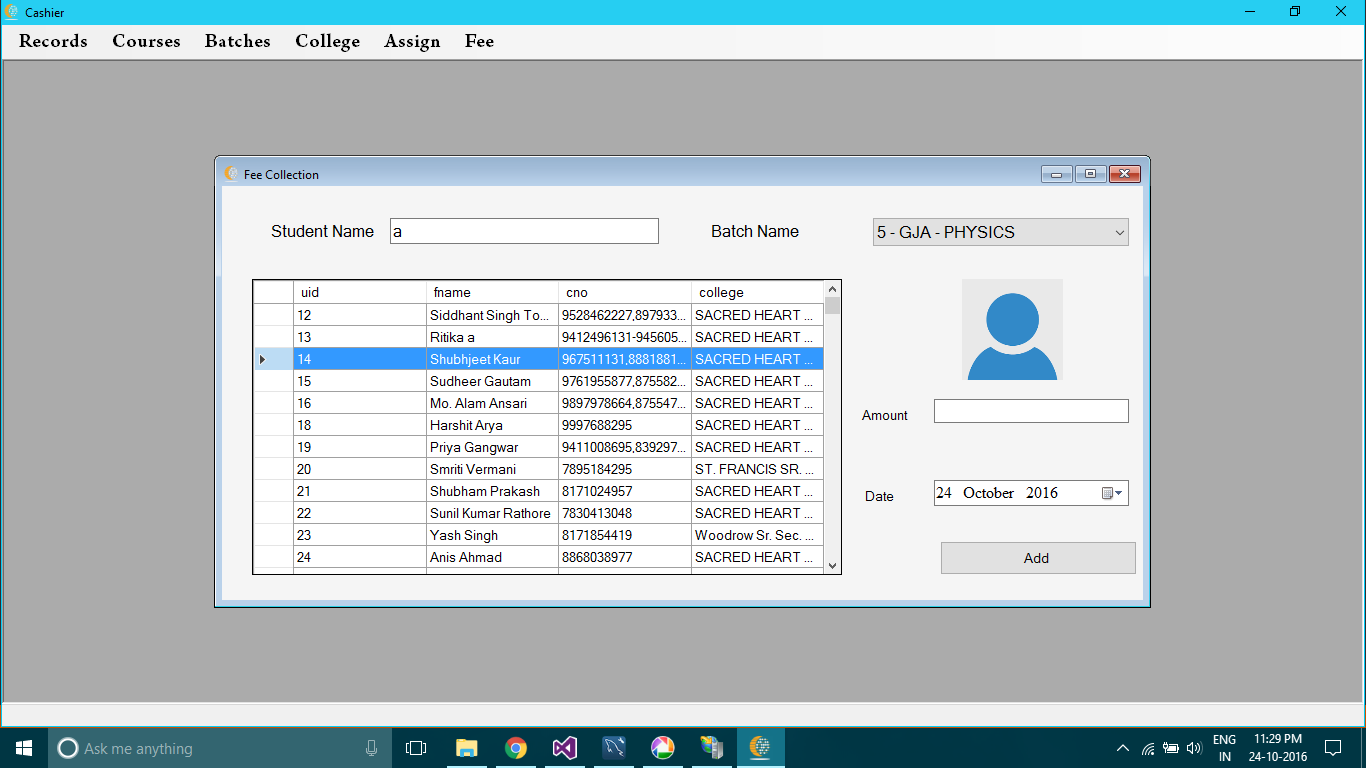 Cashier
Records Courses Batches College Assign Fee
Fee Collection
Student Name a Batch Name 5 - GJA - PHYSICS
uid fname cno college
12 Siddhant Singh To... 9528462227,897933... SACRED HEART ...
13 Ritika a 9412496131-945605... SACRED HEART ...
14 Shubhjeet Kaur 967511131,8881881... SACRED HEART ...
15 Sudheer Gautam 9761955877,875582... SACRED HEART ...
16 Mo. Alam Ansari 9897978664,875547... SACRED HEART ...
18 Harshit Arya 9997688295 SACRED HEART ...
19 Priya Gangwar 9411008695,839297... SACRED HEART ...
20 Smriti Vermani 7895184295 ST. FRANCIS SR. ...
21 Shubham Prakash 8171024957 SACRED HEART ...
22 Sunil Kumar Rathore 7830413048 SACRED HEART ...
23 Yash Singh 8171854419 Woodrow Sr. Sec. ...
24 Anis Ahmad 8868038977 SACRED HEART ...
Amount
Date 24 October 2016
Add
Ask me anything
ENG 11:29 PM
IN 24-10-2016